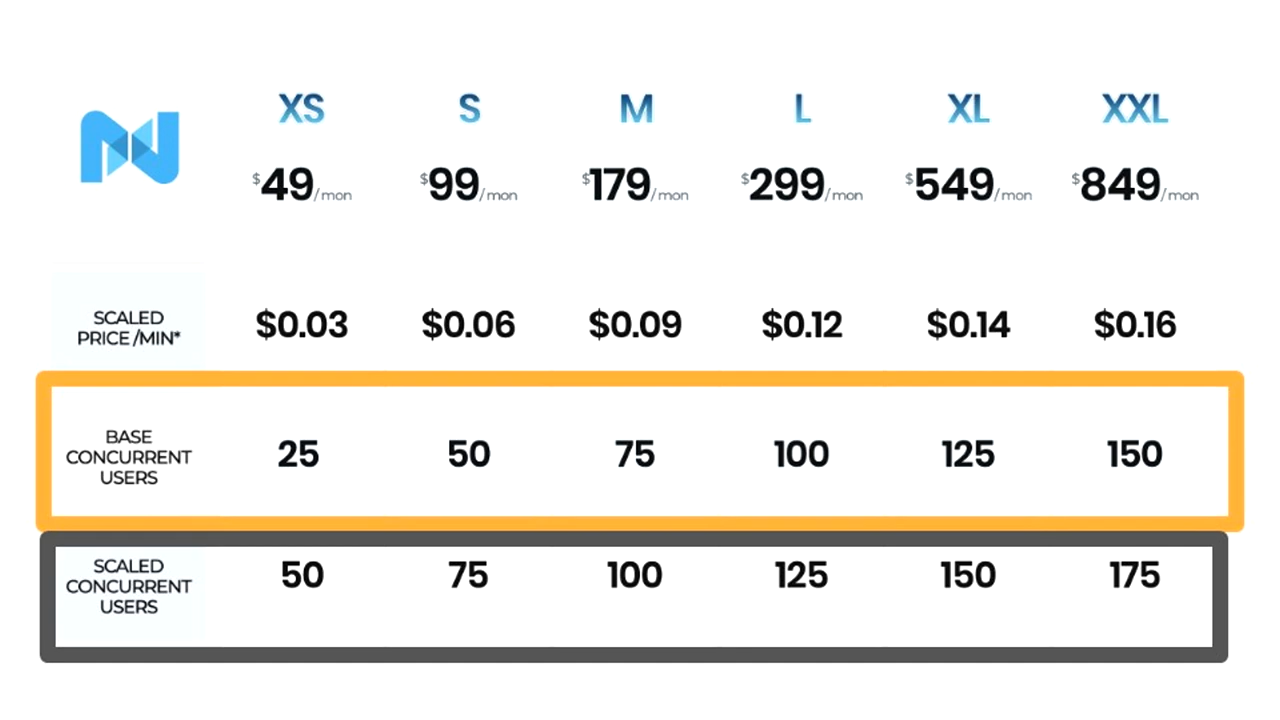 XS S M L XL XXL
$49/mon $99/mon $179/mon $299/mon $549/mon $849/mon
SCALED
PRICE/MIN* $0.03 $0.06 $0.09 $0.12 $0.14 $0.16
BASE
CONCURRENT
USERS 25 50 75 100 125 150
SCALED
CONCURRENT
USERS 50 75 100 125 150 175